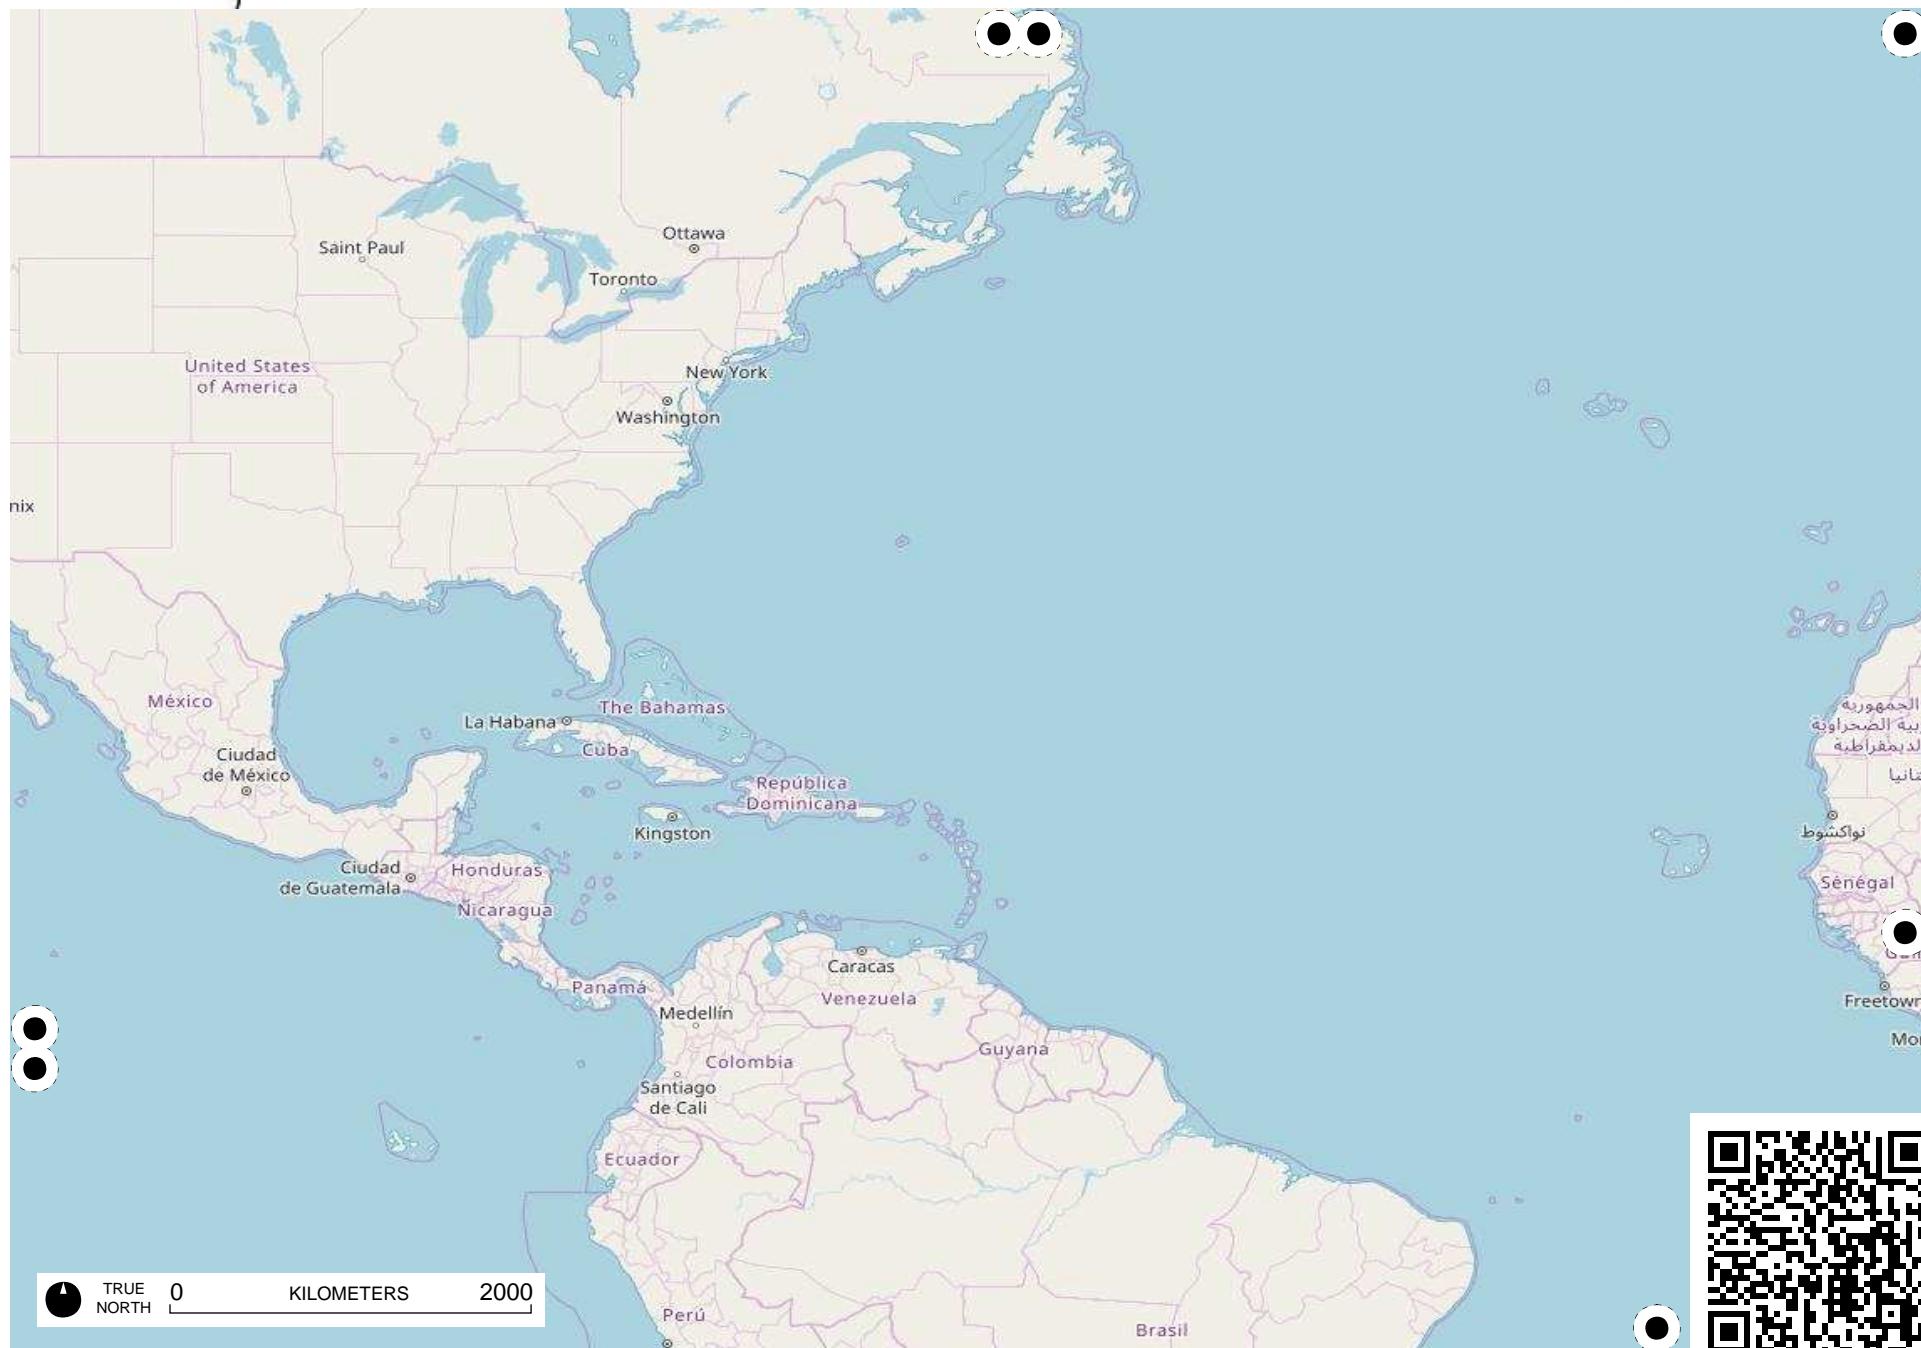 Ottawa
Saint Paul
Toronto
United States
of America
New York
Washington
nix
México
The Bahamas
La Habana
Cuba
Ciudad
de México
República
Dominicana
Kingston
الجمهورية
الصحراوية
نواكشوط
Ciudad
de Guatemala
Honduras
Nicaragua
Sénégal
Caracas
Panamá
Venezuela
Medellín
Freetown
Guyana
Colombia
Santiago
de Cali
Ecuador
TRUE
NORTH
0
KILOMETERS
2000
Perú
Brasil